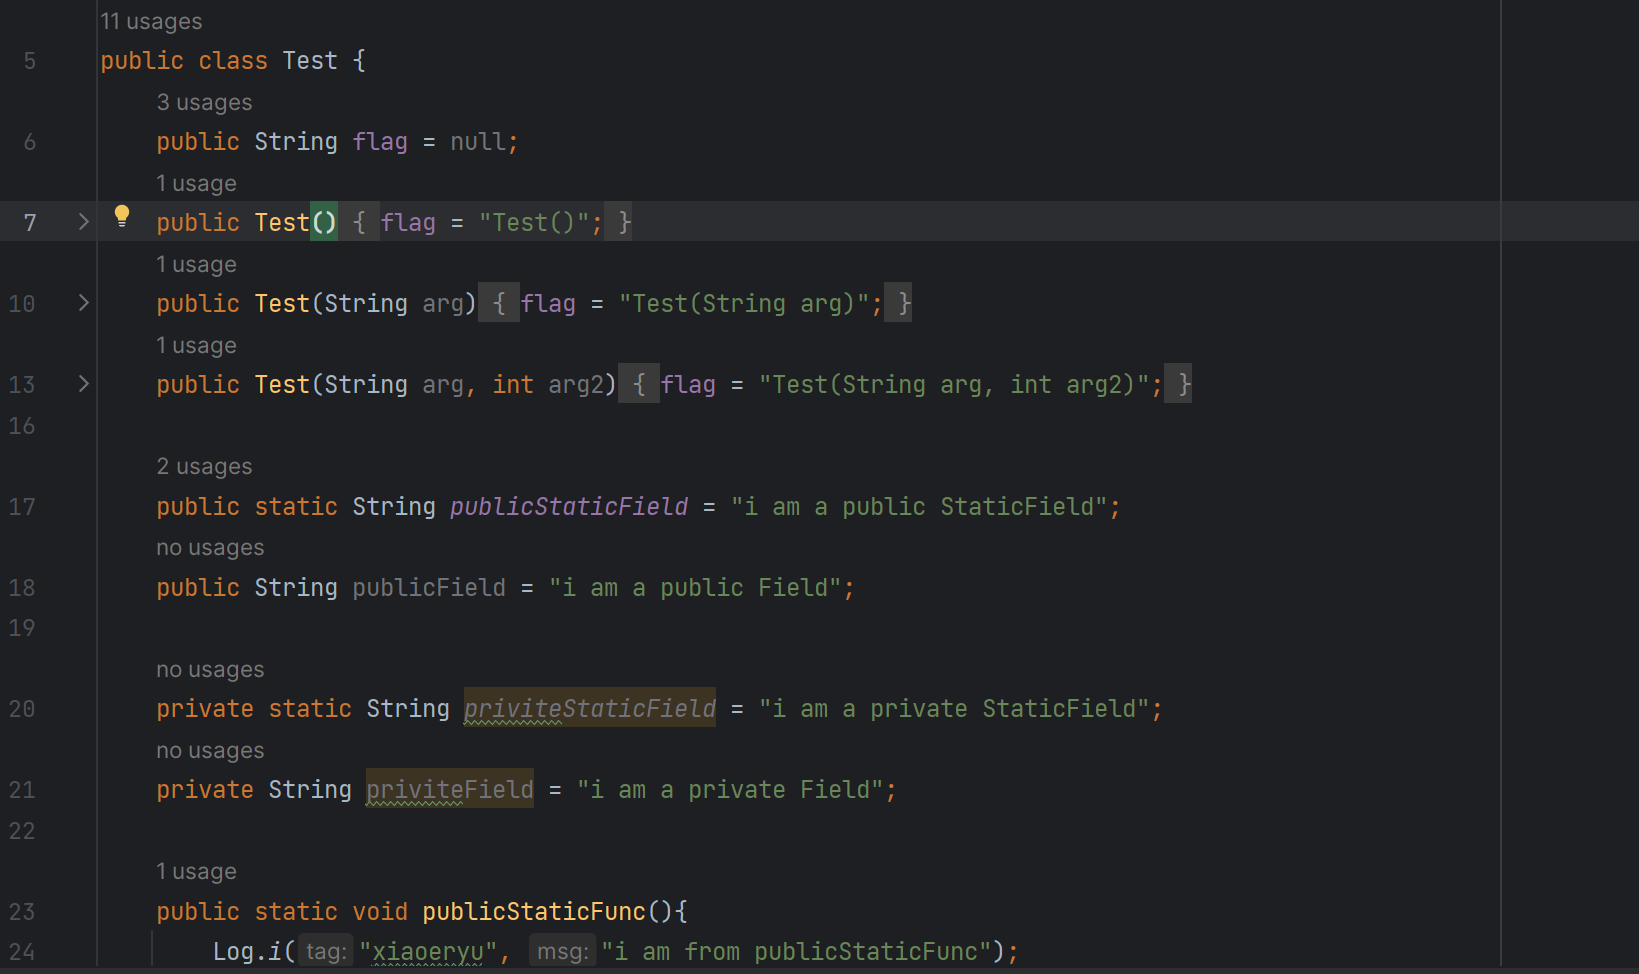 11 usages
5 public class Test {
3 usages
6 public String flag = null;
1 usage
7 public Test() { flag = "Test()"; }
1 usage
10 public Test(String arg) { flag = "Test(String arg)"; }
1 usage
13 public Test(String arg, int arg2) { flag = "Test(String arg, int arg2)"; }
16
2 usages
17 public static String publicStaticField = "i am a public StaticField";
no usages
18 public String publicField = "i am a public Field";
19
no usages
20 private static String priviteStaticField = "i am a private StaticField";
no usages
21 private String priviteField = "i am a private Field";
22
1 usage
23 public static void publicStaticFunc(){
24 Log.i( tag: "xiaoeryu", msg: "i am from publicStaticFunc");